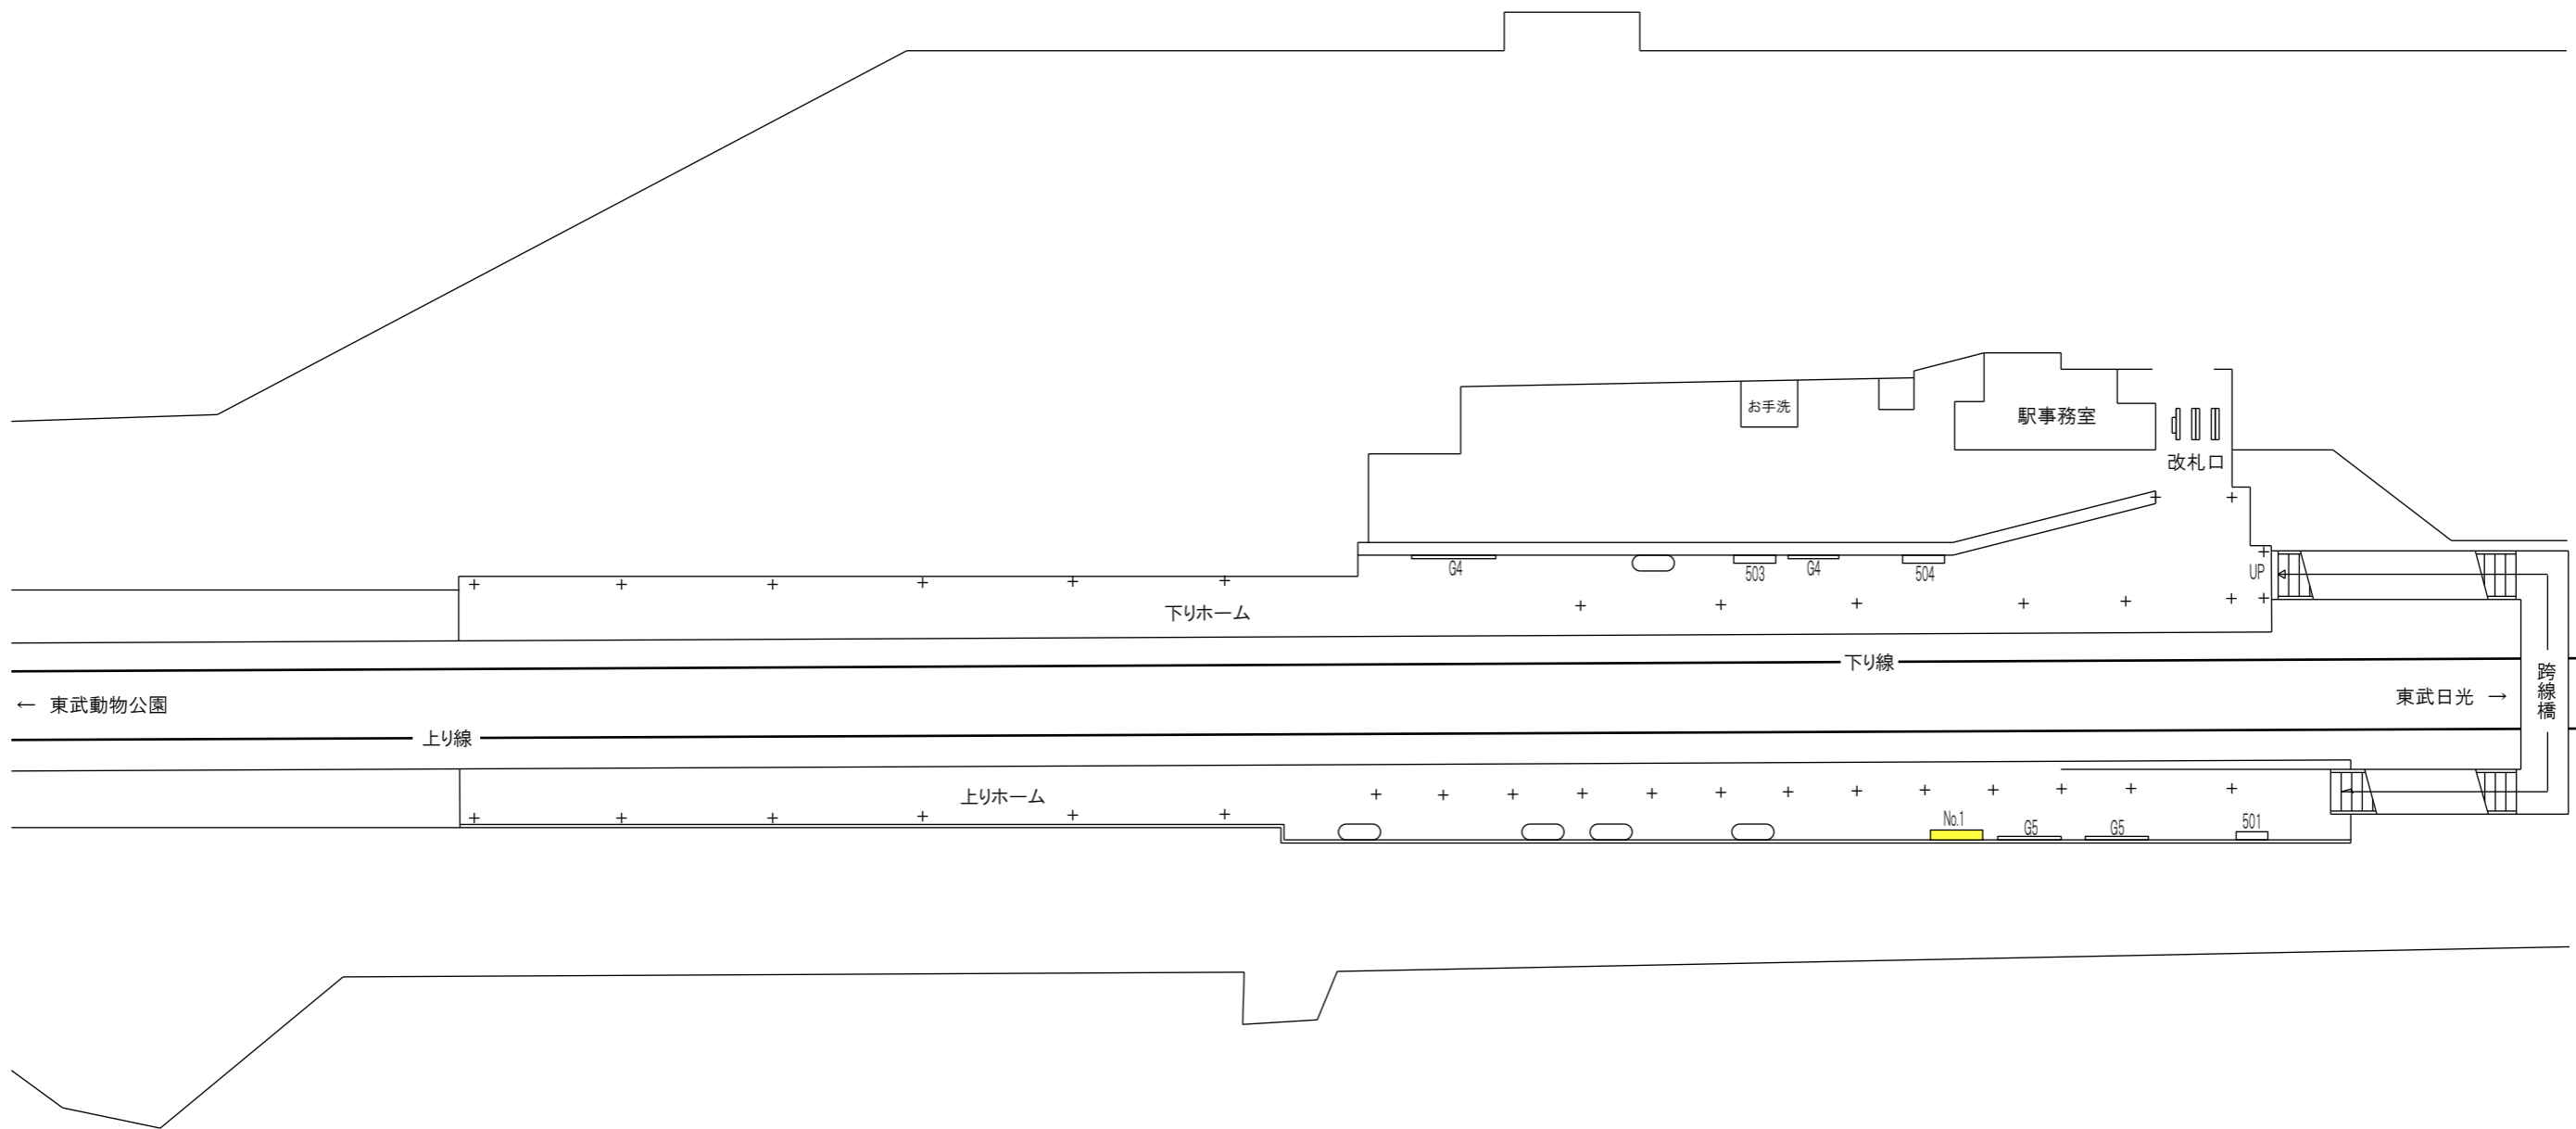 お手洗
駅事務室
改札口
G4
503
G4
504
UP
下りホーム
下り線
跨線橋
← 東武動物公園
東武日光 →
上り線
上りホーム
No.1
G5
G5
501